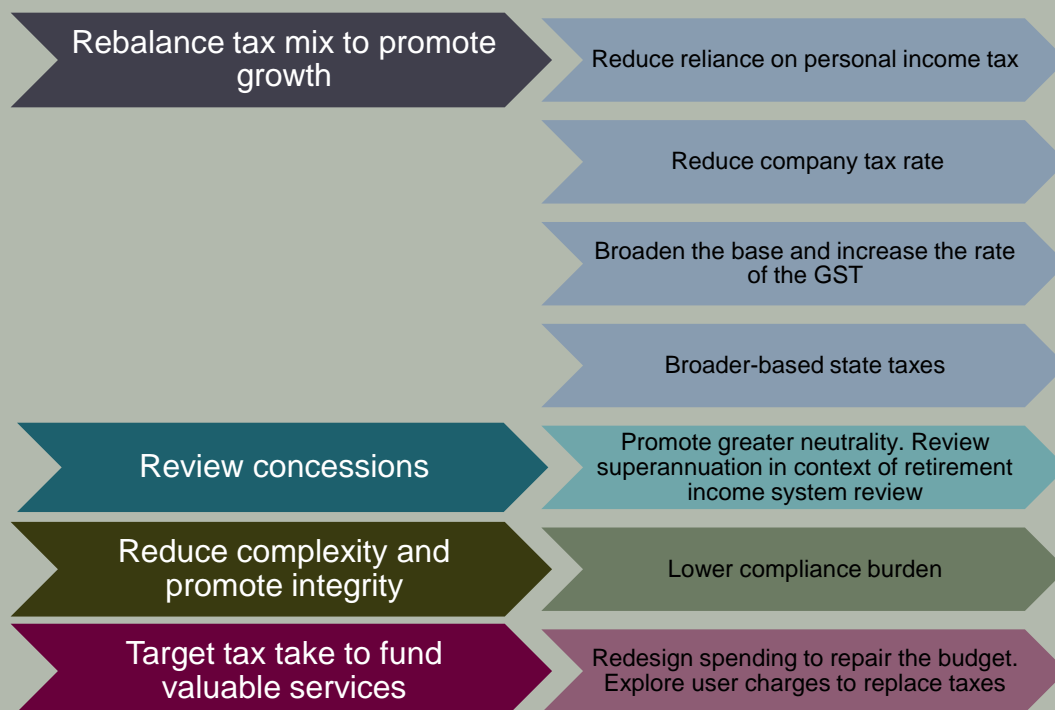 Rebalance tax mix to promote
growth
Reduce reliance on personal income tax
Reduce company tax rate
Broaden the base and increase the rate
of the GST
Broader-based state taxes
Review concessions
Promote greater neutrality. Review
superannuation in context of retirement
income system review
Reduce complexity and
promote integrity
Lower compliance burden
Target tax take to fund
valuable services
Redesign spending to repair the budget.
Explore user charges to replace taxes